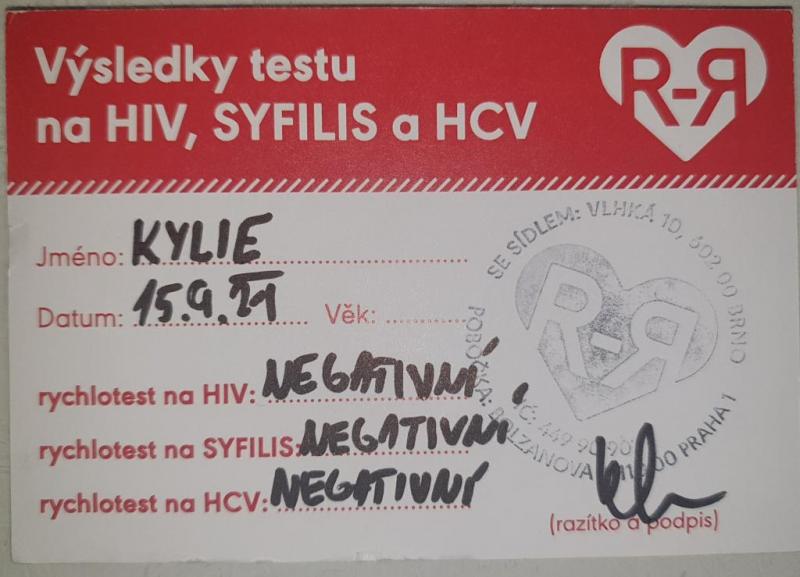 Výsledky testu
na HIV, SYFILIS a HCV
R-Я
Jméno: KYLIE
Datum: 15.9.21 Věk:
rychlotest na HIV: NEGATIVNÍ
rychlotest na SYFILIS: NEGATIVNÍ
rychlotest na HCV: NEGATIVNÍ
SE SÍDLEM: VLHKÁ 10, 602 00 BRNO
R-Я
POBOČKA: BOLZANOVA PRAHA 1
(razítko a podpis)